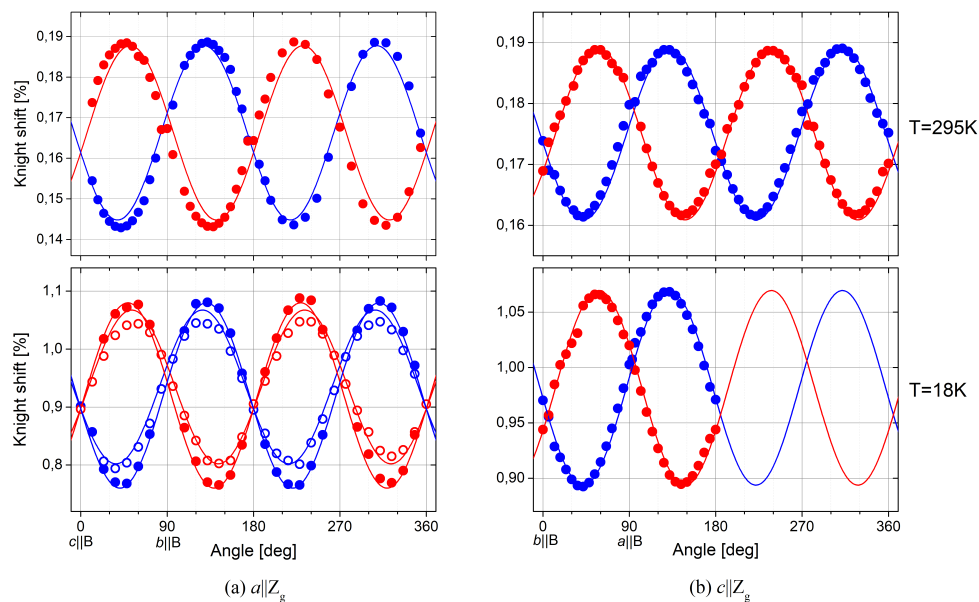 0,19
0,18
0,17
0,16
0,15
0,14
Knight shift [%]
0,19
0,18
0,17
0,16
T=295K
1,1
1,0
0,9
0,8
Knight shift [%]
0 90 180 270 360
c||B b||B Angle [deg]
(a) a||Zg
1,05
1,00
0,95
0,90
T=18K
0 90 180 270 360
b||B a||B Angle [deg]
(b) c||Zg